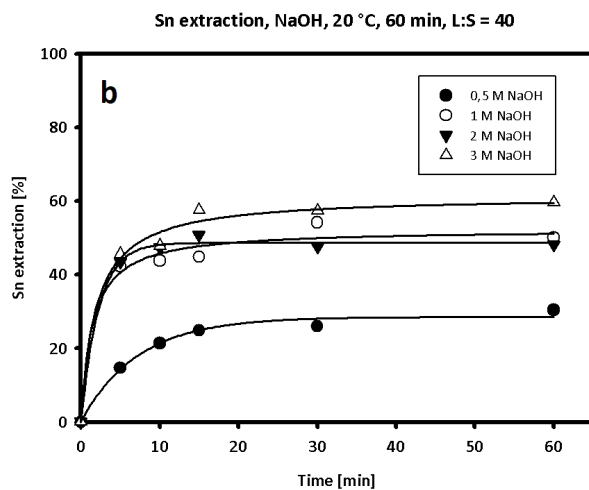 Sn extraction, NaOH, 20 °C, 60 min, L:S = 40
b
0,5 M NaOH
1 M NaOH
2 M NaOH
3 M NaOH
100
80
60
40
20
0
Sn extraction [%]
0 10 20 30 40 50 60
Time [min]